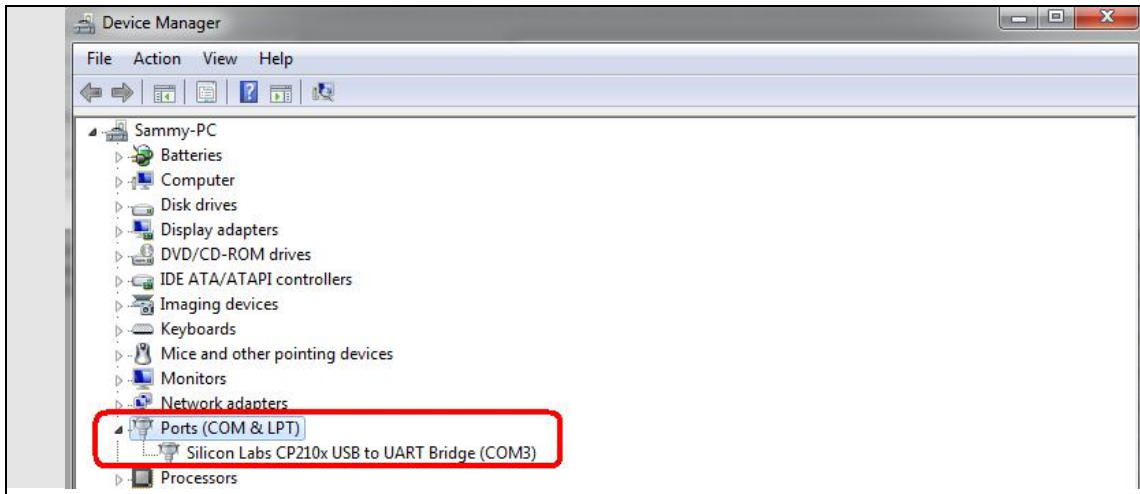 Device Manager
File Action View Help
Sammy-PC
Batteries
Computer
Disk drives
Display adapters
DVD/CD-ROM drives
IDE ATA/ATAPI controllers
Imaging devices
Keyboards
Mice and other pointing devices
Monitors
Network adapters
Ports (COM & LPT)
Silicon Labs CP210x USB to UART Bridge (COM3)
Processors